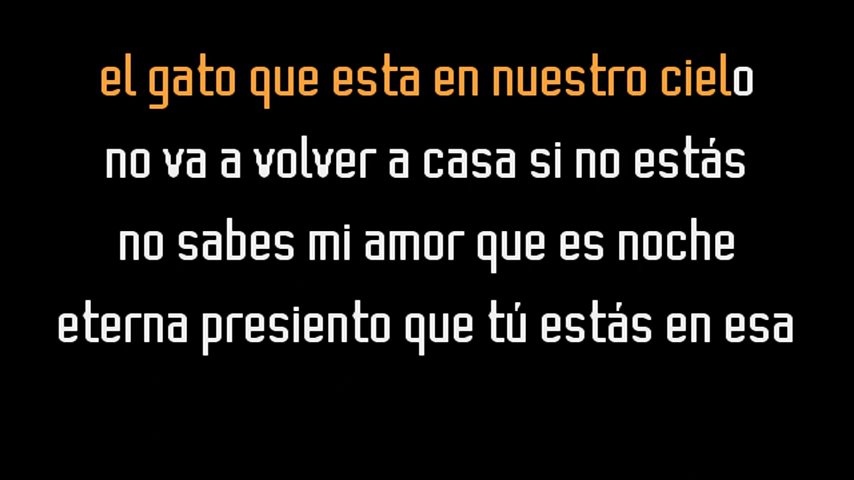 el gato que esta en nuestro cielo
no va a volver a casa si no estás
no sabes mi amor que es noche
eterna presiento que tú estás en esa